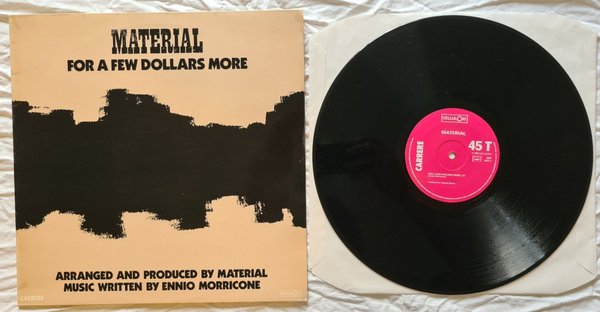 MATERIAL
FOR A FEW DOLLARS MORE
ARRANGED AND PRODUCED BY MATERIAL
MUSIC WRITTEN BY ENNIO MORRICONE
CARRERE
CELLULOID
MATERIAL
CARRERE
45 T